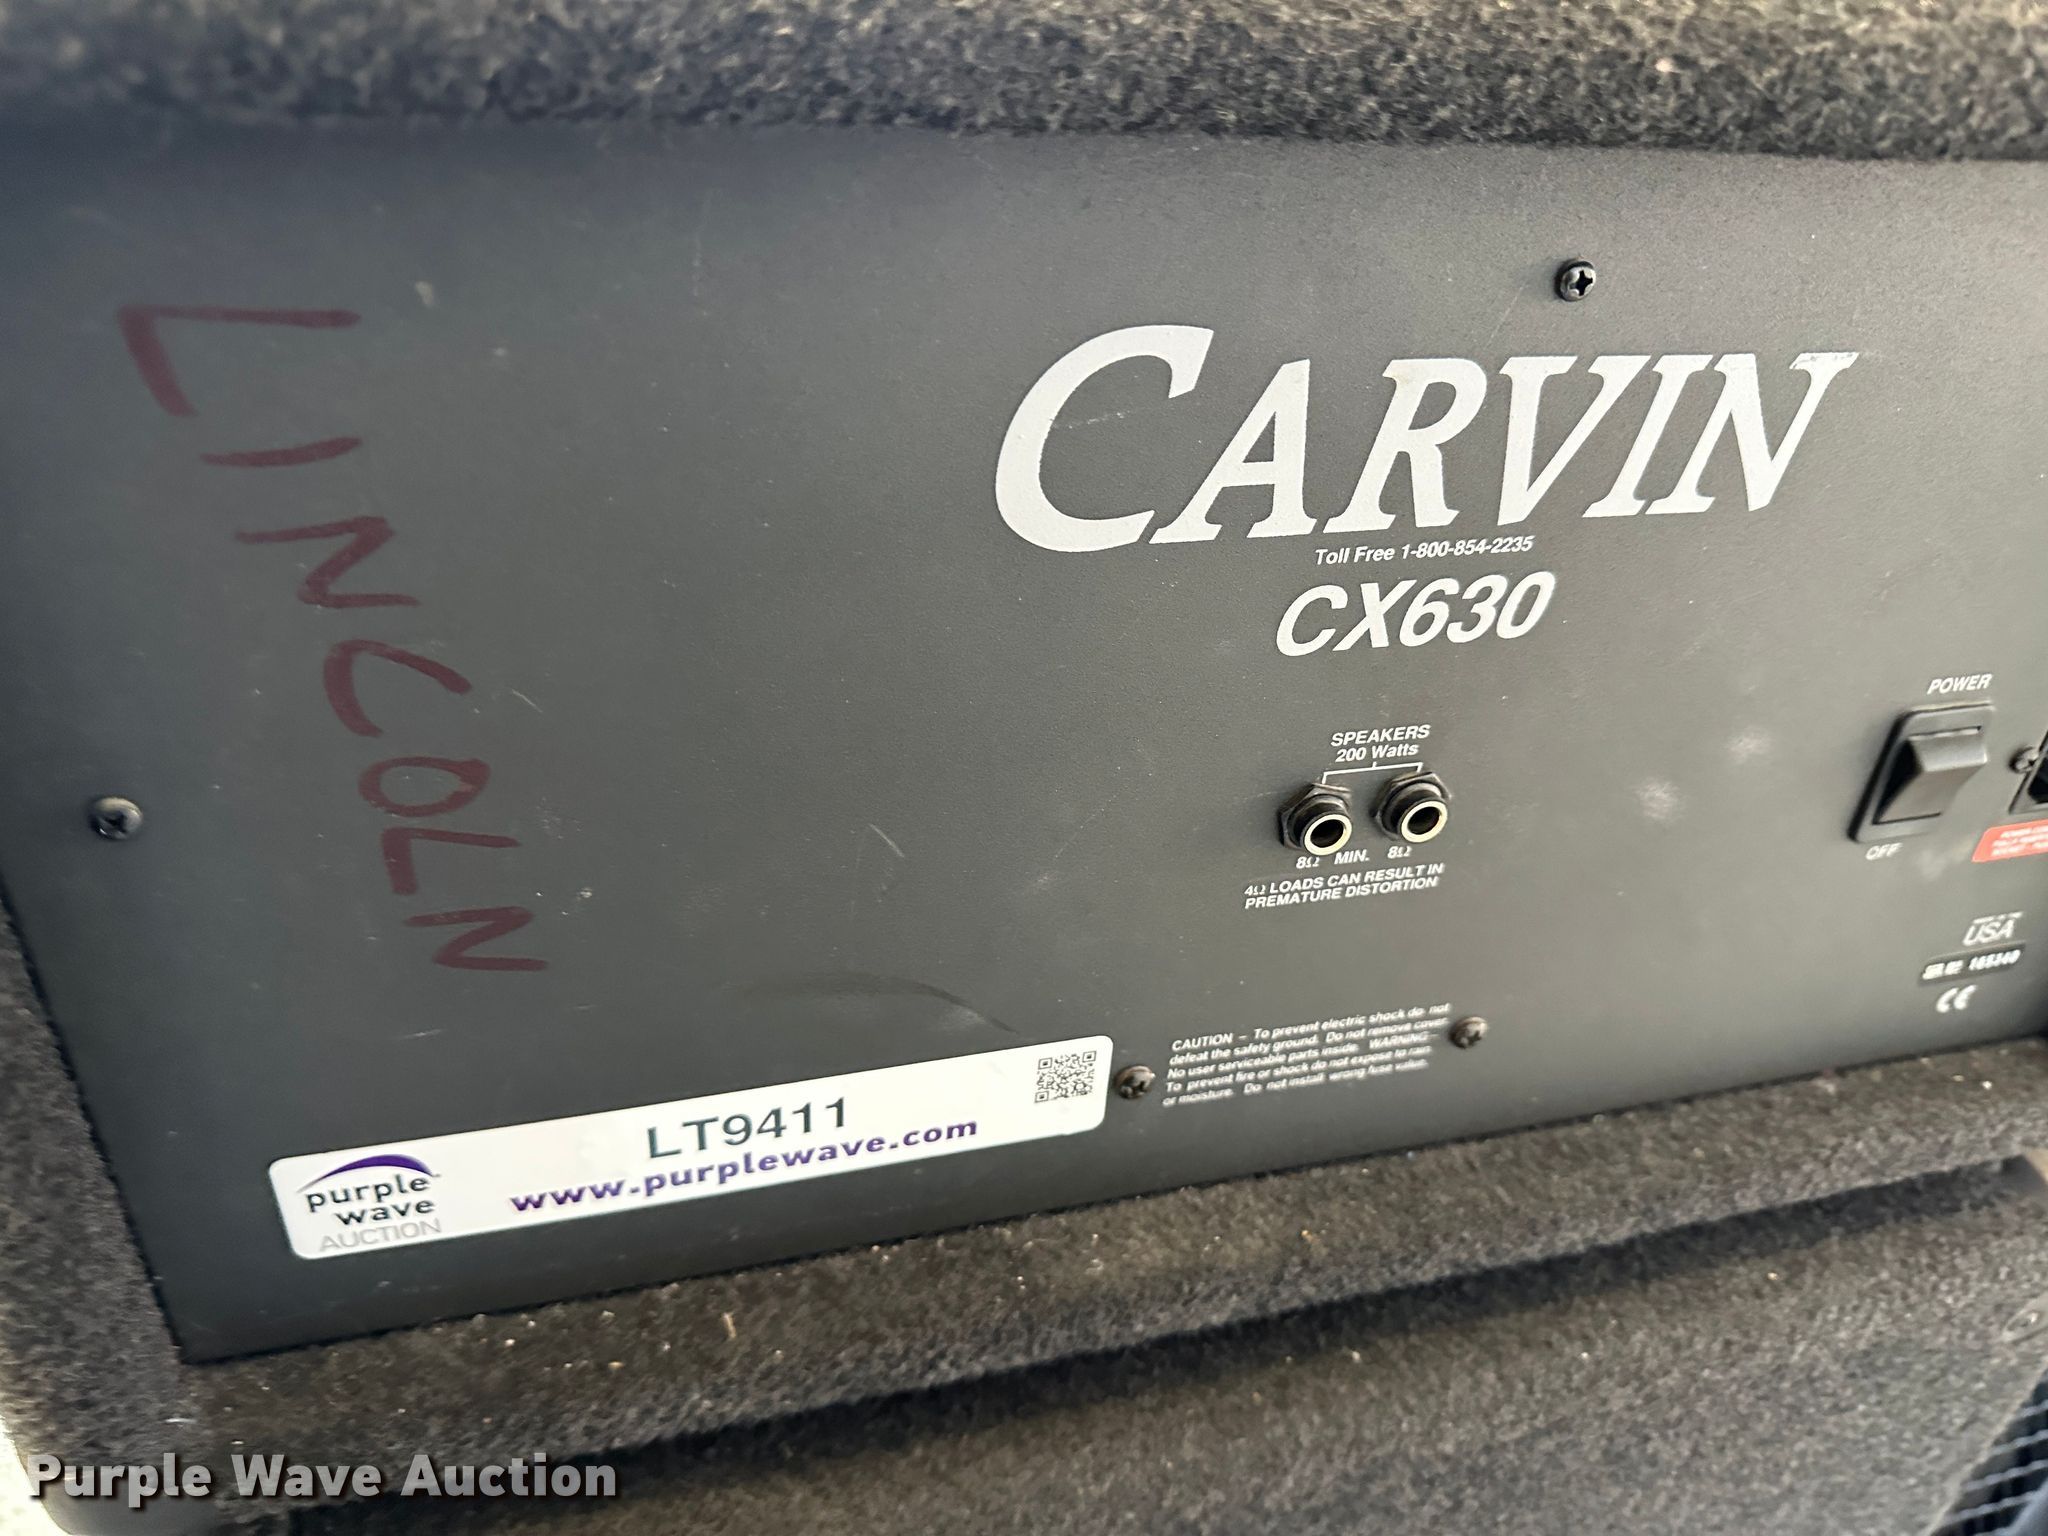 LINCOLN
CARVIN
Toll Free 1-800-854-2235
CX630
POWER
OFF
SPEAKERS
200 Watts
8Ω MIN. 8Ω
4Ω LOADS CAN RESULT IN
PREMATURE DISTORTION
USA
CE
CAUTION – To prevent electric shock do not
defeat the safety ground. Do not remove cover.
No user serviceable parts inside. WARNING –
To prevent fire or shock do not expose to rain
or moisture. Do not install wrong fuse value.
purple wave AUCTION
LT9411
www.purplewave.com
Purple Wave Auction